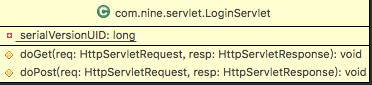 C com.nine.servlet.LoginServlet
serialVersionUID: long
doGet(req: HttpServletRequest, resp: HttpServletResponse): void
doPost(req: HttpServletRequest, resp: HttpServletResponse): void